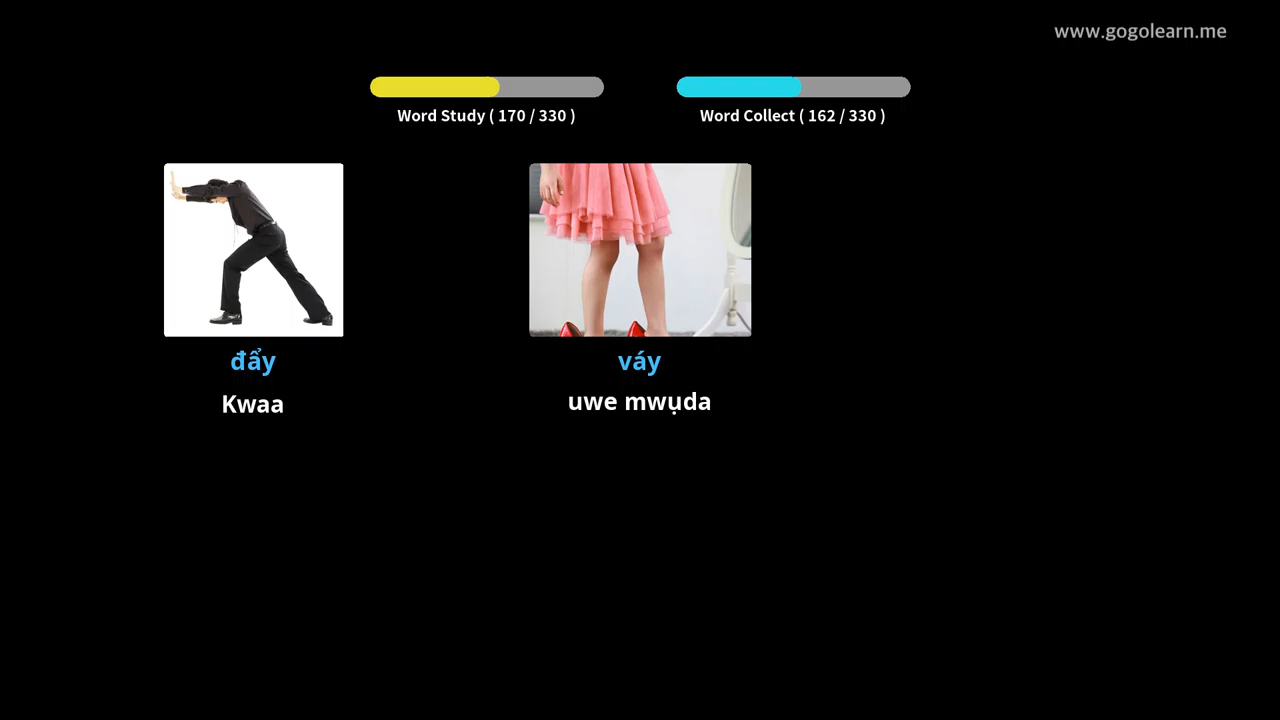 www.gogolearn.me
Word Study ( 170 / 330 )
Word Collect ( 162 / 330 )
đẩy
Kwaa
váy
uwe mwụda